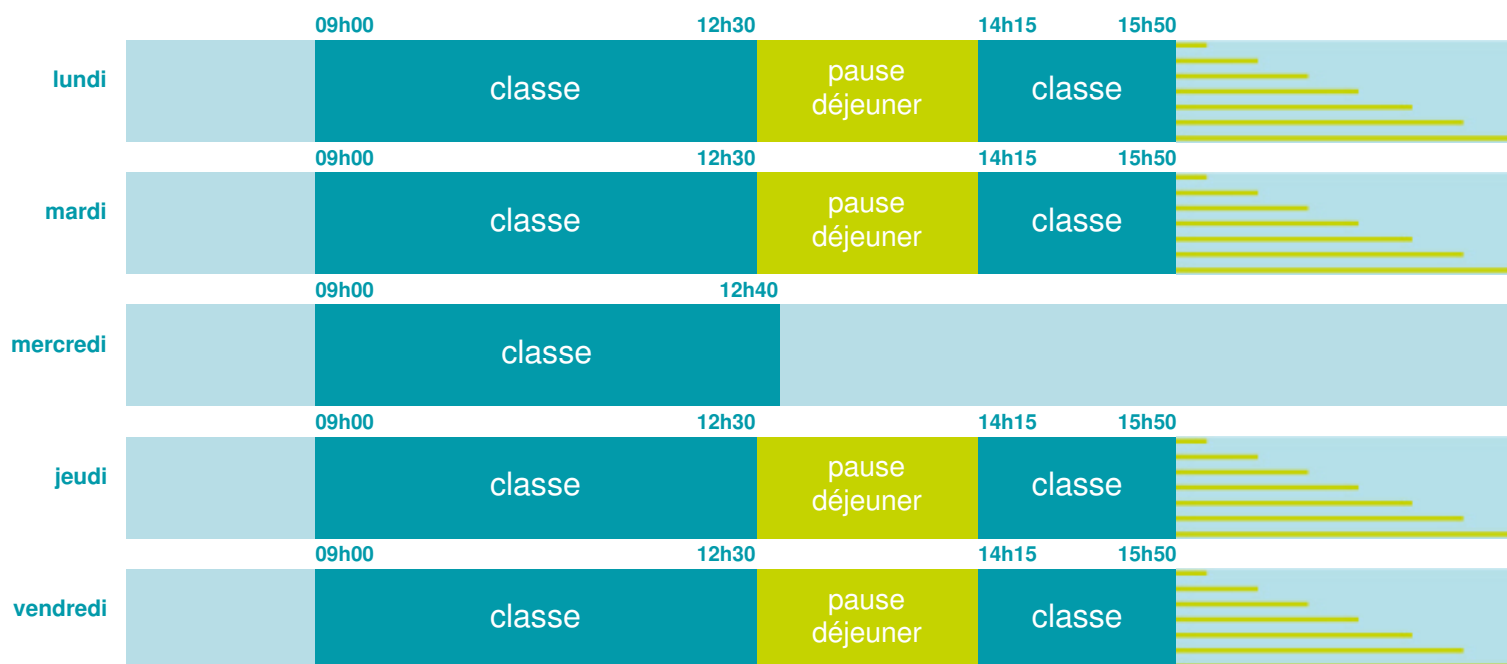 09h00 12h30 14h15 15h50
lundi classe pause déjeuner classe
09h00 12h30 14h15 15h50
mardi classe pause déjeuner classe
09h00 12h40
mercredi classe
09h00 12h30 14h15 15h50
jeudi classe pause déjeuner classe
09h00 12h30 14h15 15h50
vendredi classe pause déjeuner classe